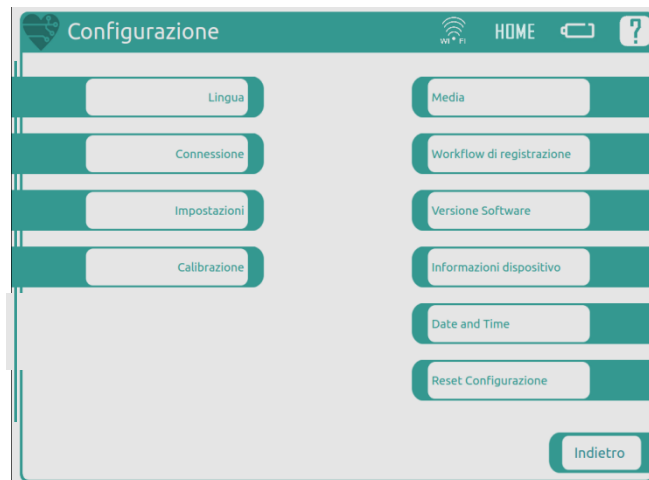 Configurazione
WI FI
HOME
?
Lingua
Connessione
Impostazioni
Calibrazione
Media
Workflow di registrazione
Versione Software
Informazioni dispositivo
Date and Time
Reset Configurazione
Indietro